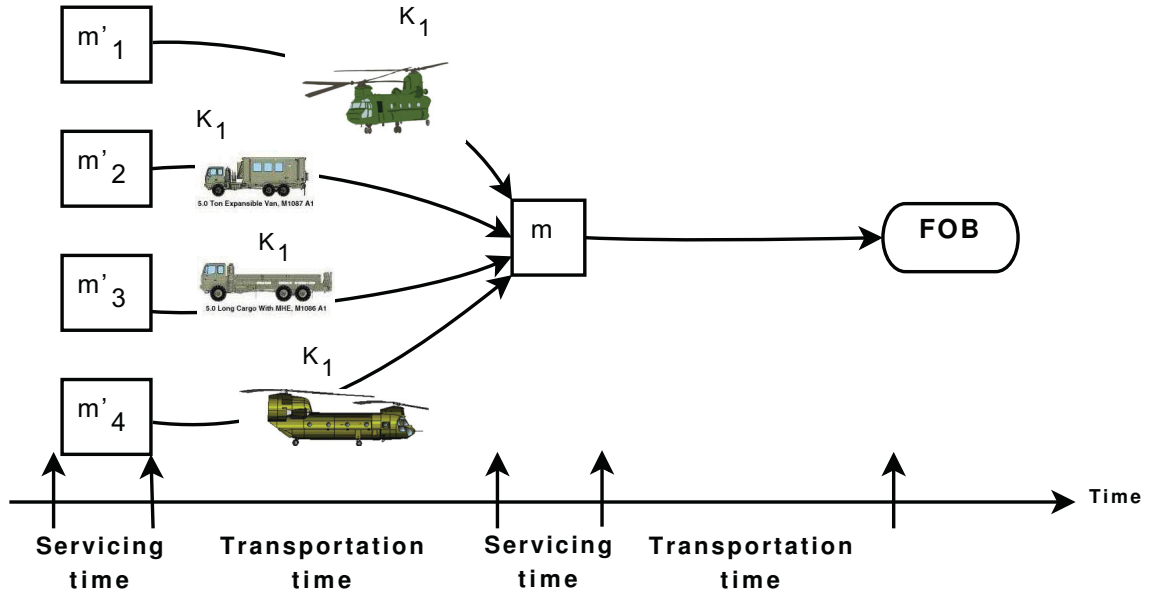 K1
m’1
K1
m’2
5.0 Ton Expansible Van, M1087 A1
m
FOB
K1
m’3
5.0 Long Cargo With MHE, M1086 A1
K1
m’4
Time
Servicing time
Transportation time
Servicing time
Transportation time